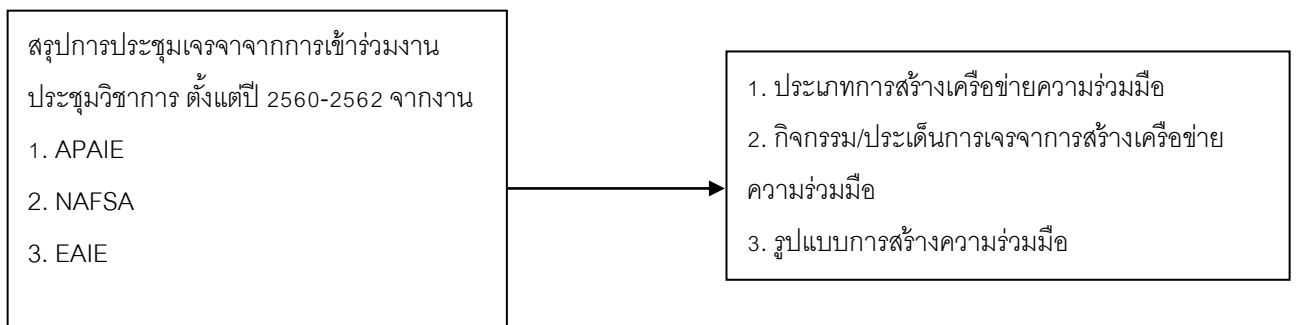 สรุปการประชุมเจรจาจากการเข้าร่วมงาน
ประชุมวิชาการ ตั้งแต่ปี 2560-2562 จากงาน
1. APAIE
2. NAFSA
3. EAIE
1. ประเภทการสร้างเครือข่ายความร่วมมือ
2. กิจกรรม/ประเด็นการเจรจาการสร้างเครือข่าย
ความร่วมมือ
3. รูปแบบการสร้างความร่วมมือ